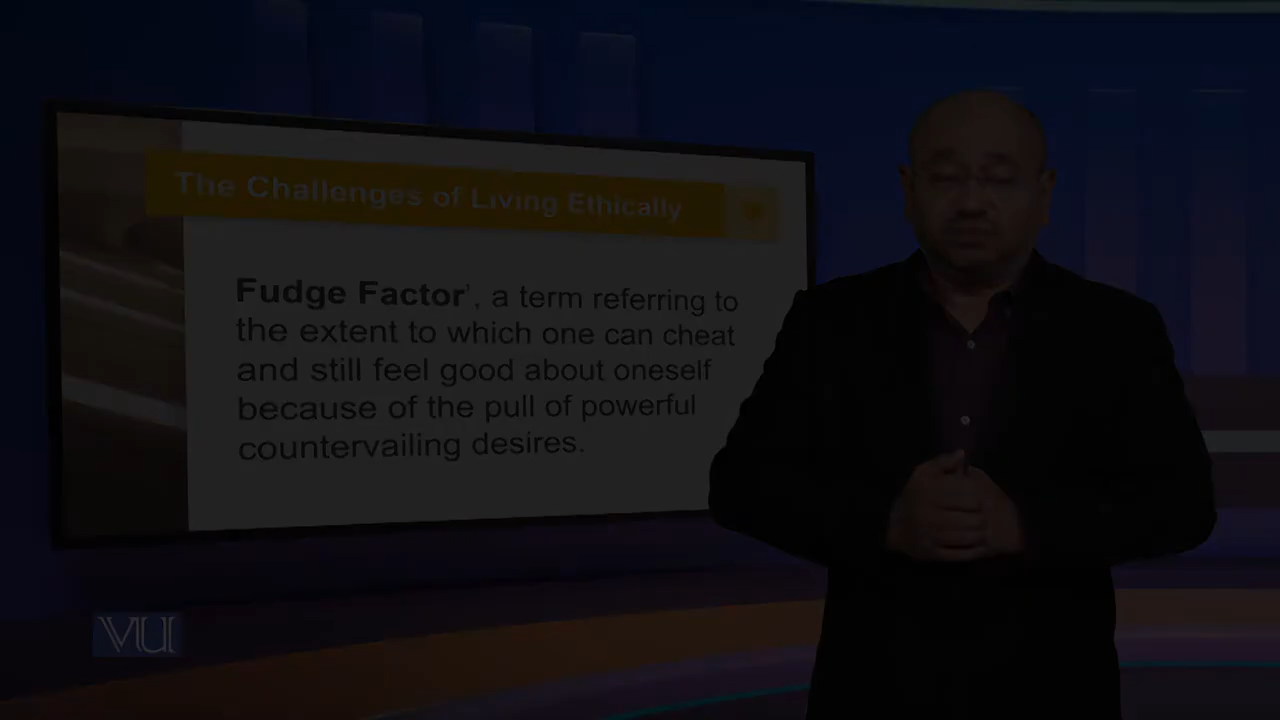 The Challenges of Living Ethically
Fudge Factor', a term referring to
the extent to which one can cheat
and still feel good about oneself
because of the pull of powerful
countervailing desires.
VU